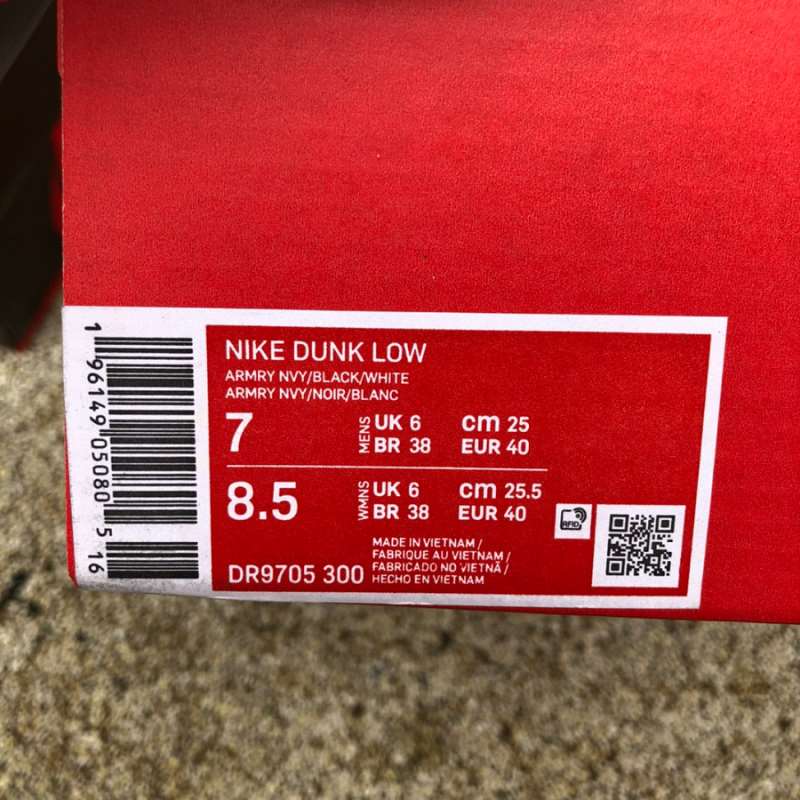 NIKE DUNK LOW
ARMRY NVY/BLACK/WHITE
ARMRY NVY/NOIR/BLANC
7 MENS UK 6 cm 25
BR 38 EUR 40
8.5 WMNS UK 6 cm 25.5
BR 38 EUR 40
DR9705 300
MADE IN VIETNAM /
FABRIQUE AU VIETNAM /
FABRICADO NO VIETNÃ /
HECHO EN VIETNAM
RFID
1 96149 05080 5 16